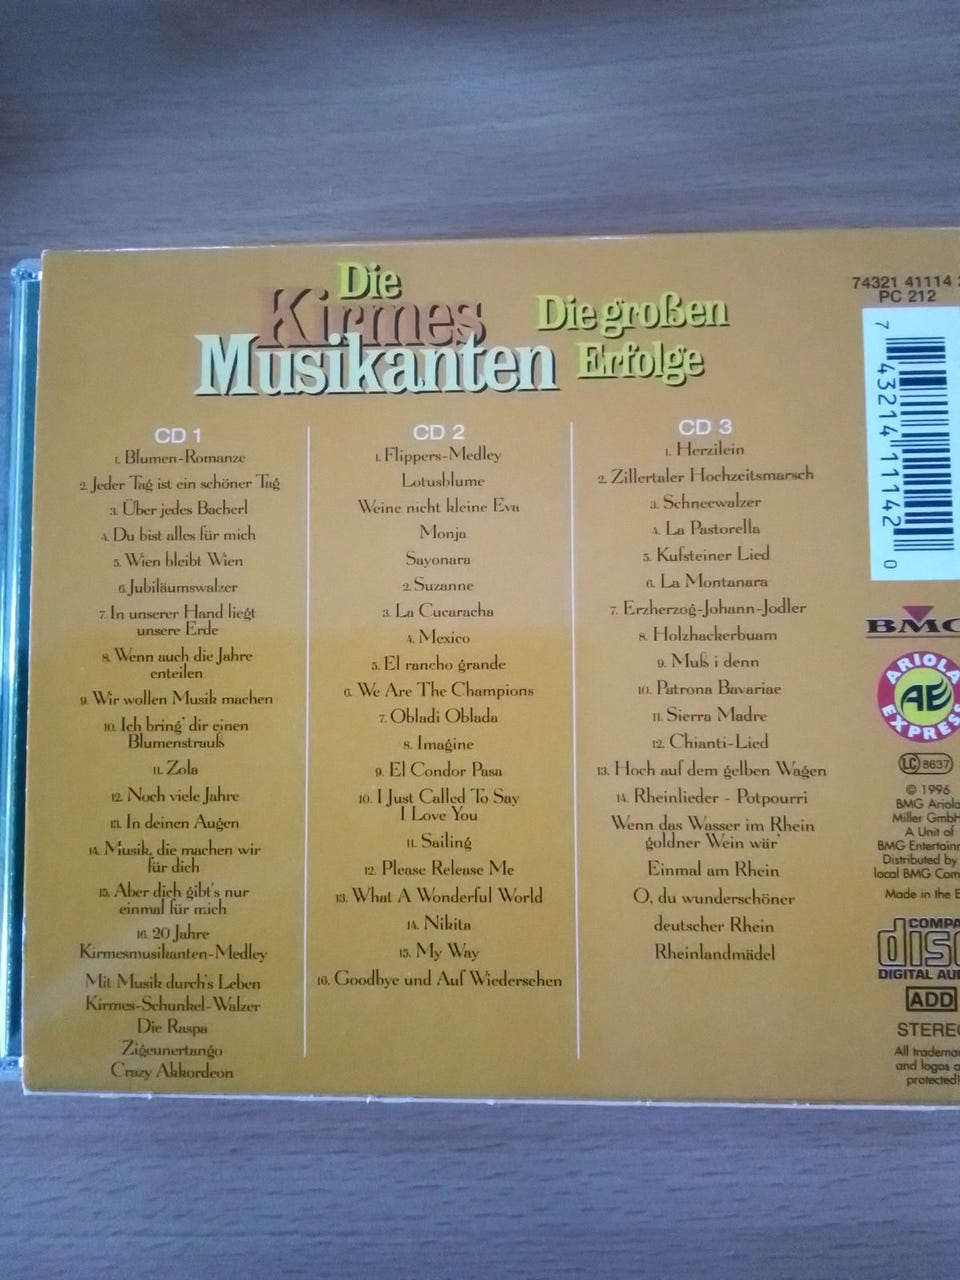 Die
Kirmes
Musikanten
Die großen
Erfolge
74321 41114
PC 212
7 43214 11142 0
CD 1
1. Blumen-Romanze
2. Jeder Tag ist ein schöner Tag
3. Über jedes Bacherl
4. Du bist alles für mich
5. Wien bleibt Wien
6. Jubiläumswalzer
7. In unserer Hand liegt
unsere Erde
8. Wenn auch die Jahre
enteilen
9. Wir wollen Musik machen
10. Ich bring' dir einen
Blumenstrauß
11. Zola
12. Noch viele Jahre
13. In deinen Augen
14. Musik, die machen wir
für dich
15. Aber dich gibt's nur
einmal für mich
16. 20 Jahre
Kirmesmusikanten-Medley
Mit Musik durch's Leben
Kirmes-Schunkel-Walzer
Die Raspa
Zigeunertango
Crazy Akkordeon
CD 2
1. Flippers-Medley
Lotusblume
Weine nicht kleine Eva
Monja
Sayonara
2. Suzanne
3. La Cucaracha
4. Mexico
5. El rancho grande
6. We Are The Champions
7. Obladi Oblada
8. Imagine
9. El Condor Pasa
10. I Just Called To Say
I Love You
11. Sailing
12. Please Release Me
13. What A Wonderful World
14. Nikita
15. My Way
16. Goodbye und Auf Wiedersehen
CD 3
1. Herzilein
2. Zillertaler Hochzeitsmarsch
3. Schneewalzer
4. La Pastorella
5. Kufsteiner Lied
6. La Montanara
7. Erzherzog-Johann-Jodler
8. Holzhackerbuam
9. Muß i denn
10. Patrona Bavariae
11. Sierra Madre
12. Chianti-Lied
13. Hoch auf dem gelben Wagen
14. Rheinlieder - Potpourri
Wenn das Wasser im Rhein
goldner Wein wär'
Einmal am Rhein
O, du wunderschöner
deutscher Rhein
Rheinlandmädel
BMG
ARIOLA
AE
EXPRESS
LC 8637
© 1996
BMG Ariola
Miller GmbH
A Unit of
BMG Entertainm
Distributed by
local BMG Com
Made in the E
COMPA
disc
DIGITAL AUD
ADD
STEREO
All tradema
and logos a
protected!